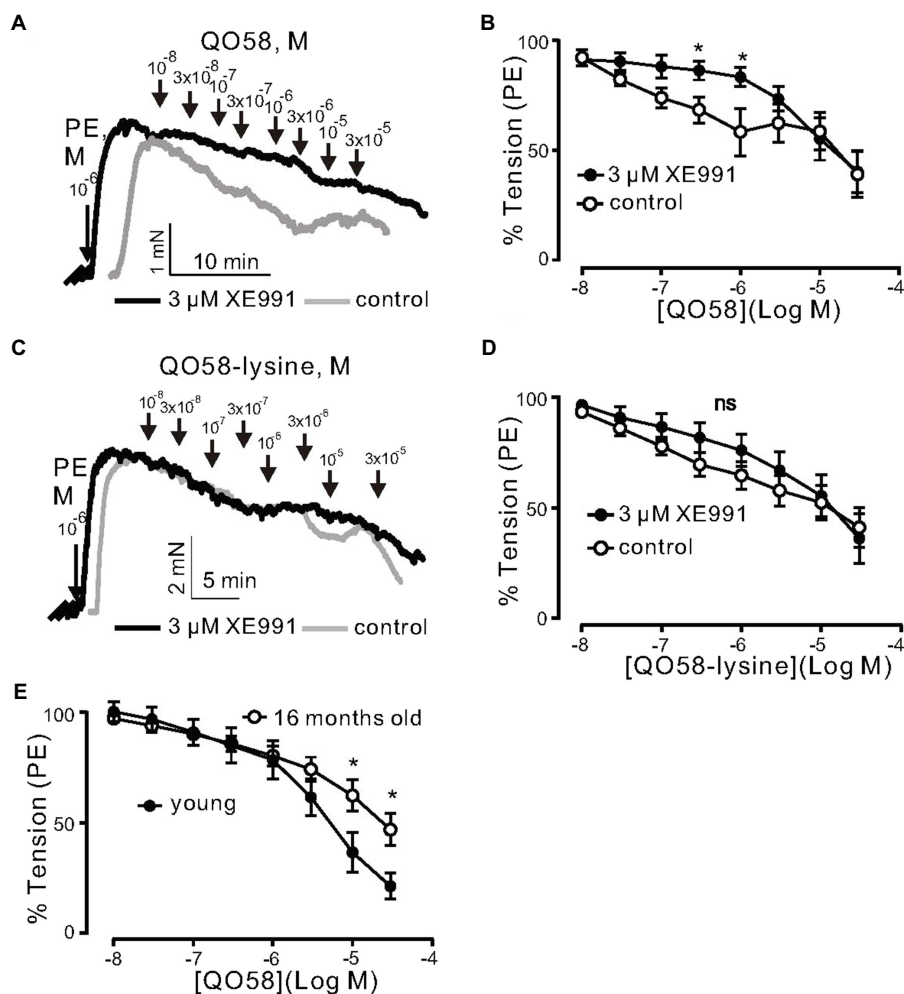 A
QO58, M
10⁻⁸
3x10⁻⁸
10⁻⁷
3x10⁻⁷
10⁻⁶
3x10⁻⁶
10⁻⁵
3x10⁻⁵
PE,
M
10⁻⁶
1 mN
10 min
3 µM XE991
control
B
% Tension (PE)
100
50
0
*
*
3 µM XE991
control
-8
-7
-6
-5
-4
[QO58](Log M)
C
QO58-lysine, M
10⁻⁸
3x10⁻⁸
10⁷
3x10⁻⁷
10⁻⁶
3x10⁻⁶
10⁻⁵
3x10⁻⁵
PE,
M
10⁻⁶
2 mN
5 min
3 µM XE991
control
D
% Tension (PE)
100
50
0
ns
3 µM XE991
control
-8
-7
-6
-5
-4
[QO58-lysine](Log M)
E
% Tension (PE)
100
50
0
16 months old
*
*
young
-8
-7
-6
-5
-4
[QO58](Log M)